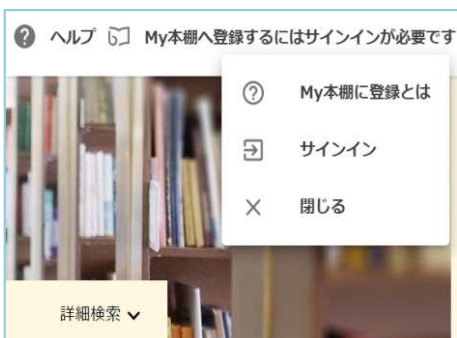 ヘルプ My本棚へ登録するにはサインインが必要です
My本棚に登録とは
サインイン
閉じる
詳細検索